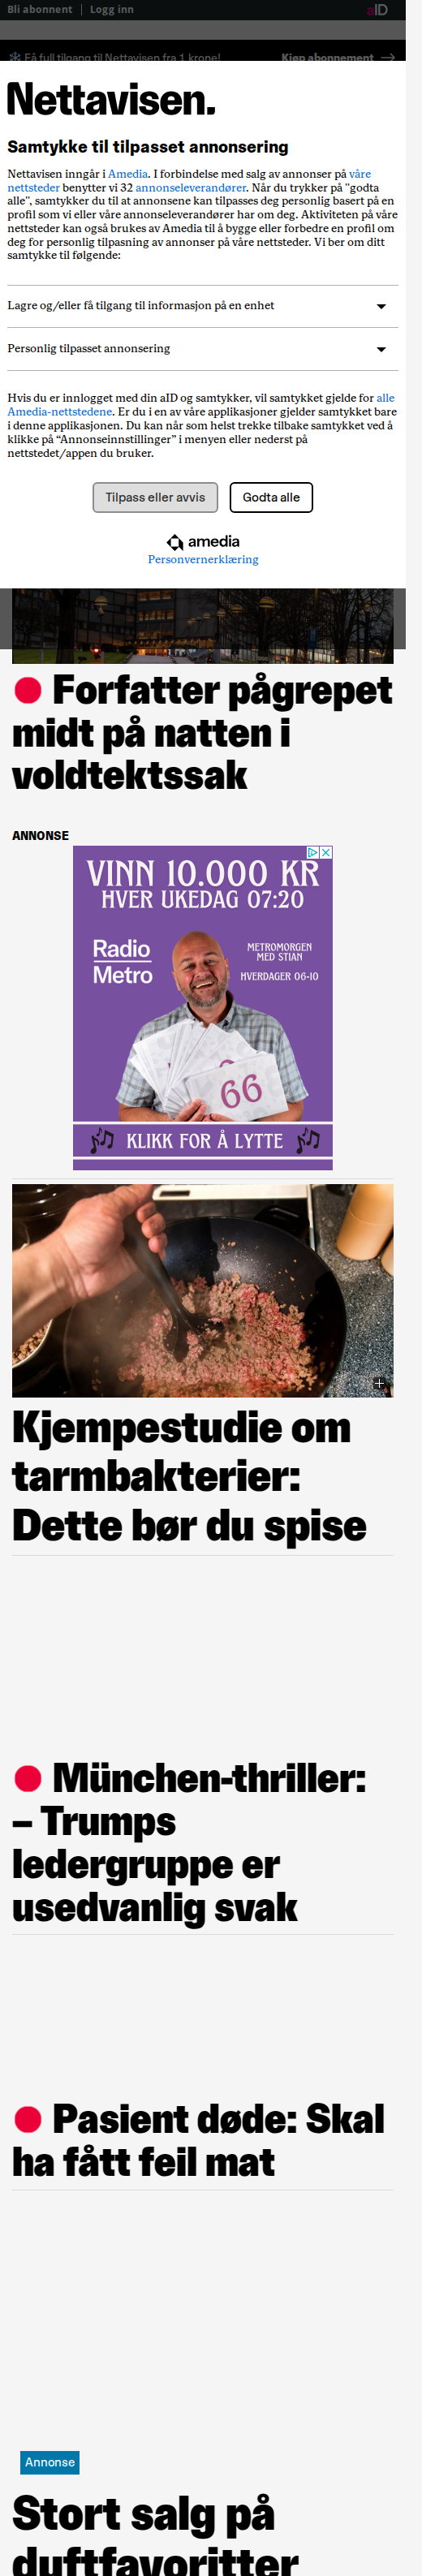 Bli abonnent | Logg inn
aID
Få full tilgang til Nettavisen fra 1 krone!
Kjøp abonnement
Nettavisen.
Samtykke til tilpasset annonsering
Nettavisen inngår i Amedia. I forbindelse med salg av annonser på våre
nettsteder benytter vi 32 annonseleverandører. Når du trykker på "godta
alle", samtykker du til at annonsene kan tilpasses deg personlig basert på en
profil som vi eller våre annonseleverandører har om deg. Aktiviteten på våre
nettsteder kan også brukes av Amedia til å bygge eller forbedre en profil om
deg for personlig tilpasning av annonser på våre nettsteder. Vi ber om ditt
samtykke til følgende:
Lagre og/eller få tilgang til informasjon på en enhet
Personlig tilpasset annonsering
Hvis du er innlogget med din aID og samtykker, vil samtykket gjelde for alle
Amedia-nettstedene. Er du i en av våre applikasjoner gjelder samtykket bare
i denne applikasjonen. Du kan når som helst trekke tilbake samtykket ved å
klikke på “Annonseinnstillinger” i menyen eller nederst på
nettstedet/appen du bruker.
Tilpass eller avvis
Godta alle
amedia
Personvernerklæring
Forfatter pågrepet
midt på natten i
voldtektssak
ANNONSE
VINN 10.000 KR
HVER UKEDAG 07:20
Radio
Metro
METROMORGEN
MED STIAN
HVERDAGER 06-10
66
KLIKK FOR Å LYTTE
Kjempestudie om
tarmbakterier:
Dette bør du spise
München-thriller:
– Trumps
ledergruppe er
usedvanlig svak
Pasient døde: Skal
ha fått feil mat
Annonse
Stort salg på
duftfavoritter